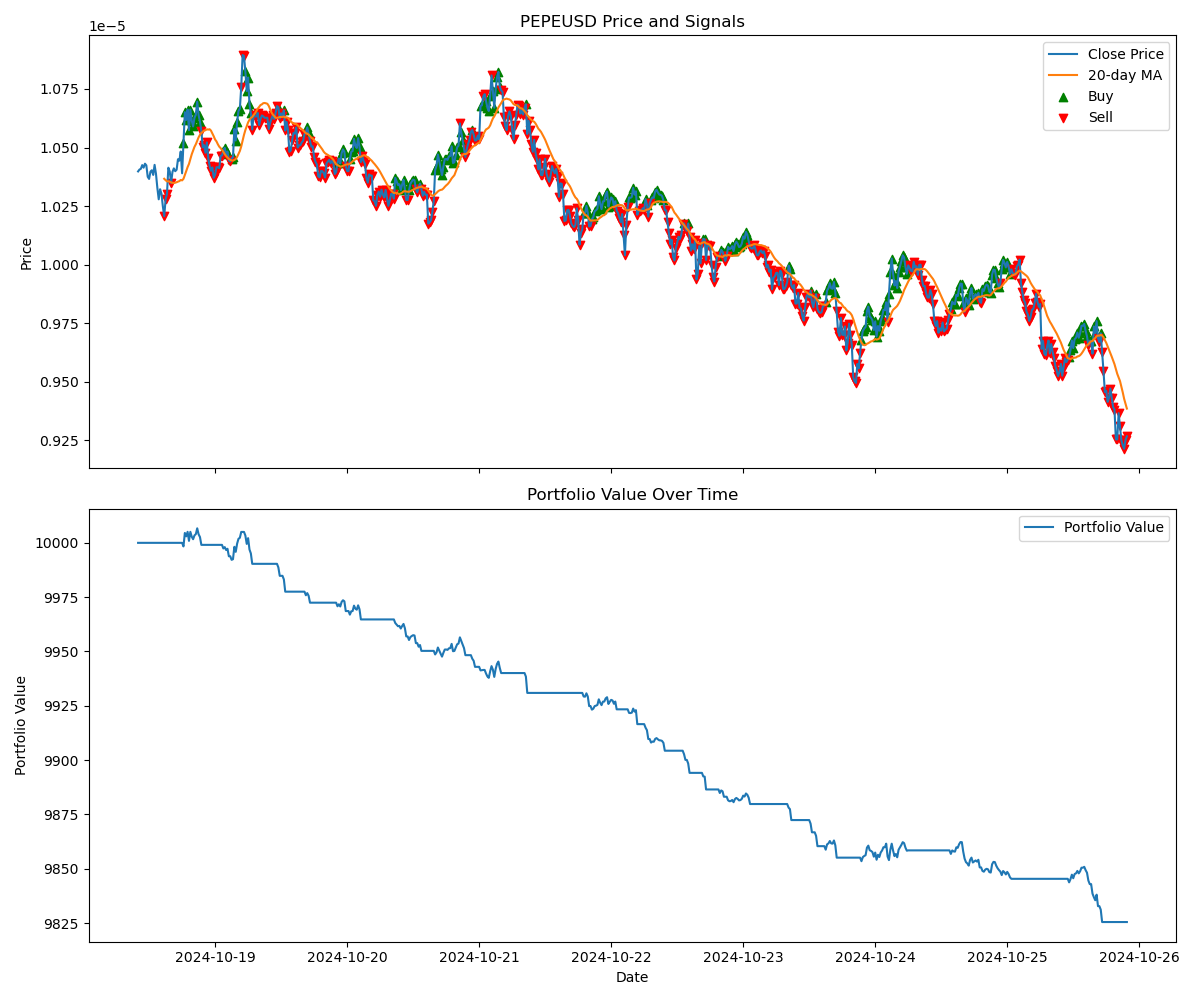 PEPEUSD Price and Signals
1e−5
Close Price
20-day MA
Buy
Sell
1.075
1.050
1.025
1.000
0.975
0.950
0.925
Price
Portfolio Value Over Time
Portfolio Value
10000
9975
9950
9925
9900
9875
9850
9825
Portfolio Value
2024-10-19 2024-10-20 2024-10-21 2024-10-22 2024-10-23 2024-10-24 2024-10-25 2024-10-26
Date